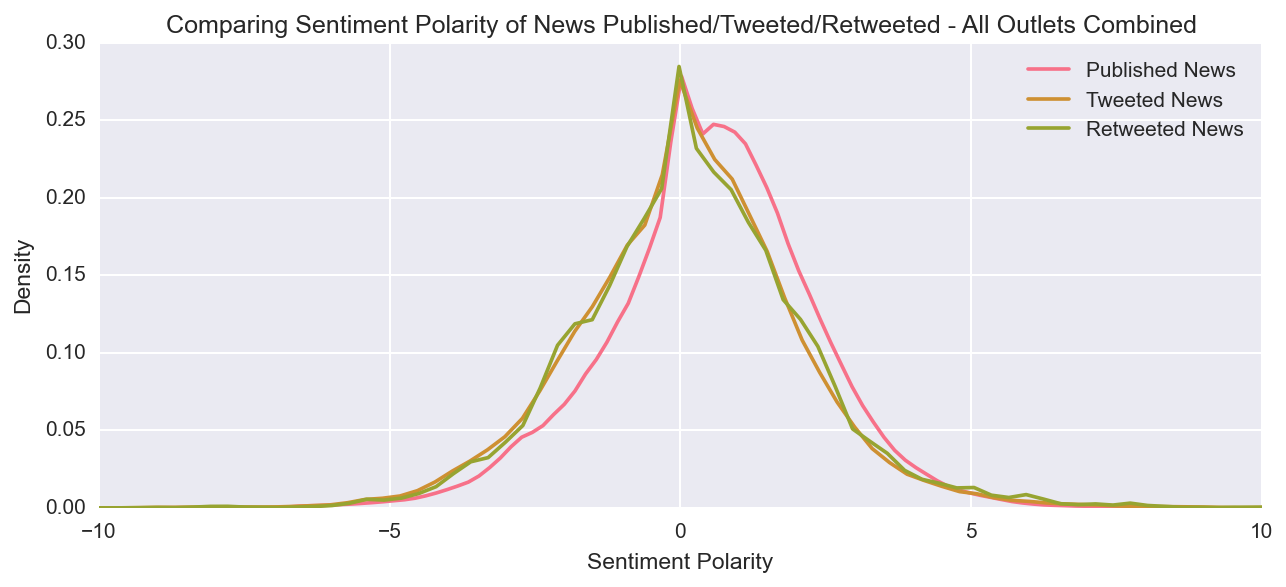 Comparing Sentiment Polarity of News Published/Tweeted/Retweeted - All Outlets Combined
0.30
0.25
0.20
0.15
0.10
0.05
0.00
Density
Published News
Tweeted News
Retweeted News
−10
−5
0
5
10
Sentiment Polarity